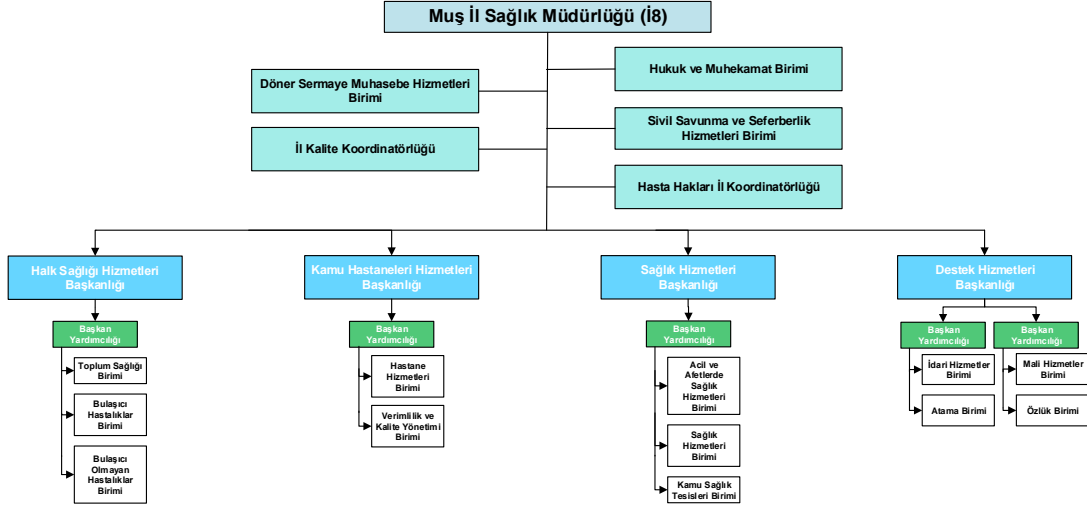 Muş İl Sağlık Müdürlüğü (İ8)
Hukuk ve Muhekamat Birimi
Döner Sermaye Muhasebe Hizmetleri
Birimi
Sivil Savunma ve Seferberlik
Hizmetleri Birimi
İl Kalite Koordinatörlüğü
Hasta Hakları İl Koordinatörlüğü
Halk Sağlığı Hizmetleri
Başkanlığı
Kamu Hastaneleri Hizmetleri
Başkanlığı
Sağlık Hizmetleri
Başkanlığı
Destek Hizmetleri
Başkanlığı
Başkan
Yardımcılığı
Başkan
Yardımcılığı
Başkan
Yardımcılığı
Başkan
Yardımcılığı
Başkan
Yardımcılığı
Toplum Sağlığı
Birimi
Bulaşıcı
Hastalıklar
Birimi
Bulaşıcı
Olmayan
Hastalıklar
Birimi
Hastane
Hizmetleri
Birimi
Verimlilik ve
Kalite Yönetimi
Birimi
Acil ve
Afetlerde
Sağlık
Hizmetleri
Birimi
Sağlık
Hizmetleri
Birimi
Kamu Sağlık
Tesisleri Birimi
İdari Hizmetler
Birimi
Atama Birimi
Mali Hizmetler
Birimi
Özlük Birimi